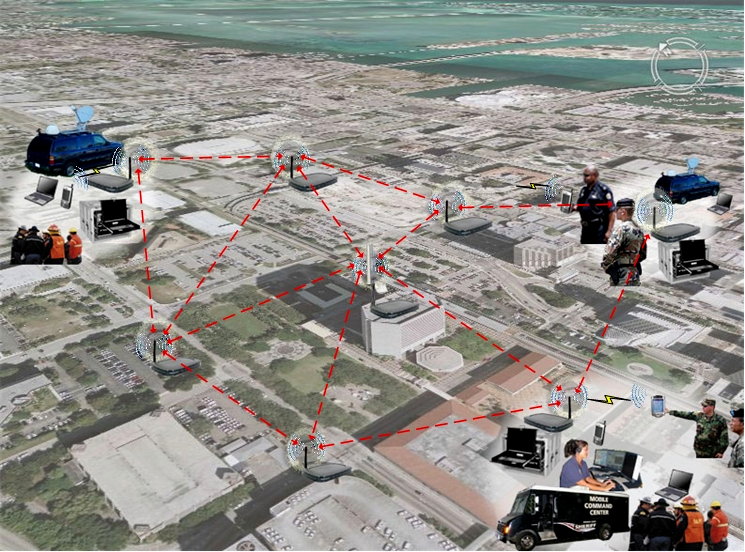 MOBILE
COMMAND
CENTER
SHERIFF